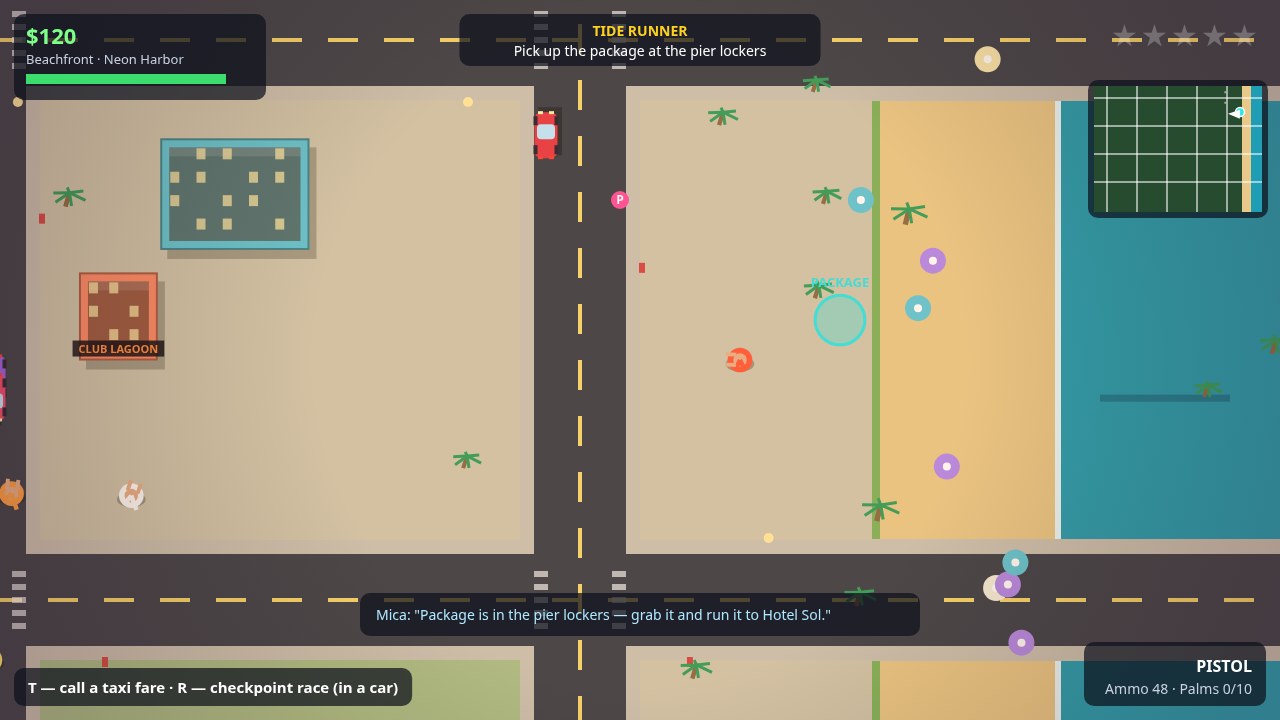 $120
Beachfront · Neon Harbor
TIDE RUNNER
Pick up the package at the pier lockers
P
PACKAGE
CLUB LAGOON
Mica: "Package is in the pier lockers — grab it and run it to Hotel Sol."
T — call a taxi fare · R — checkpoint race (in a car)
PISTOL
Ammo 48 · Palms 0/10